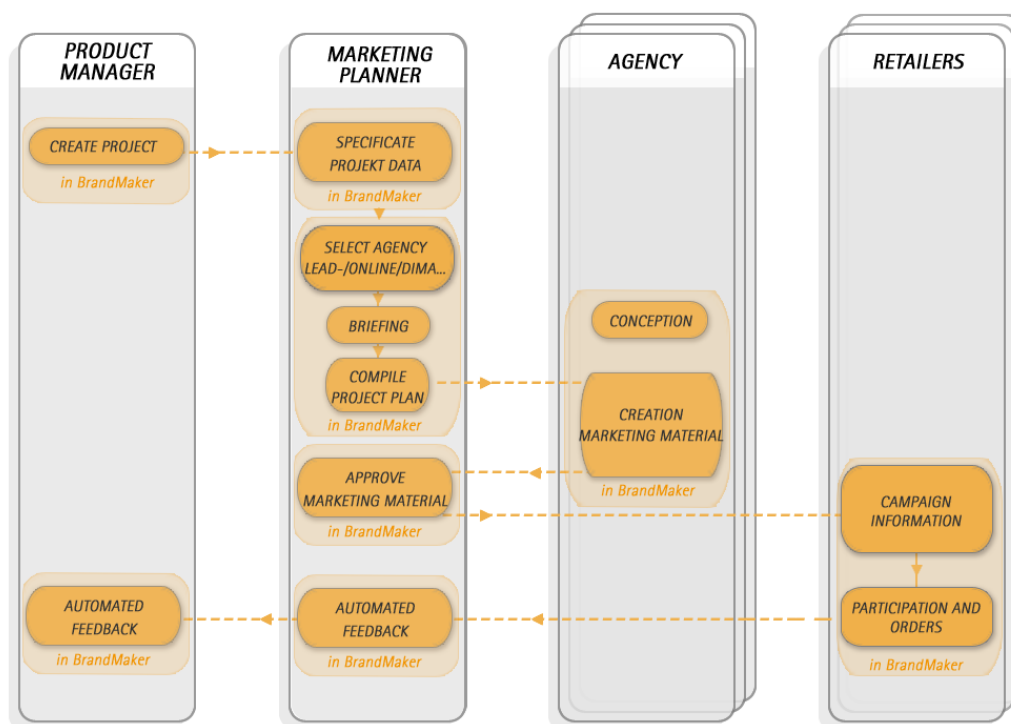 PRODUCT
MANAGER
CREATE PROJECT
in BrandMaker
AUTOMATED
FEEDBACK
in BrandMaker
MARKETING
PLANNER
SPECIFICATE
PROJEKT DATA
in BrandMaker
SELECT AGENCY
LEAD-/ONLINE/DIMA...
BRIEFING
COMPILE
PROJECT PLAN
in BrandMaker
APPROVE
MARKETING MATERIAL
in BrandMaker
AUTOMATED
FEEDBACK
in BrandMaker
AGENCY
CONCEPTION
CREATION
MARKETING MATERIAL
in BrandMaker
RETAILERS
CAMPAIGN
INFORMATION
PARTICIPATION AND
ORDERS
in BrandMaker